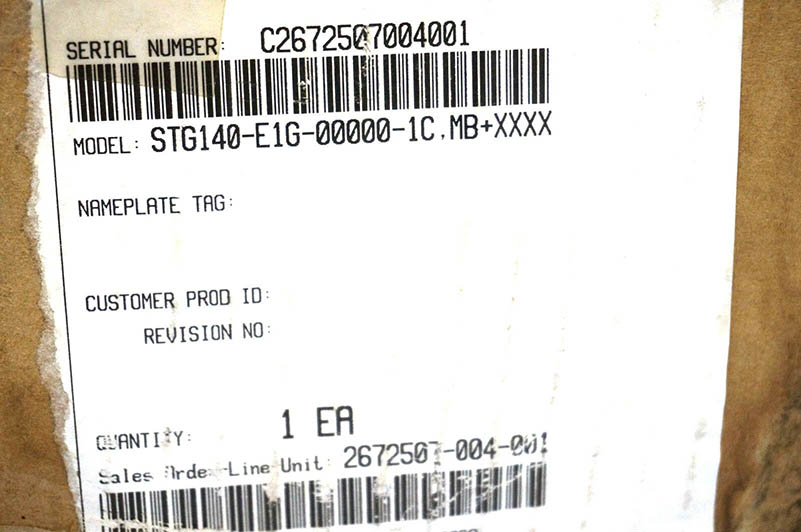 SERIAL NUMBER: C2672507004001
MODEL: STG140-E1G-00000-1C,MB+XXXX
NAMEPLATE TAG:
CUSTOMER PROD ID:
REVISION NO:
QUANTITY: 1 EA
Sales Order-Line Unit: 2672507-004-001